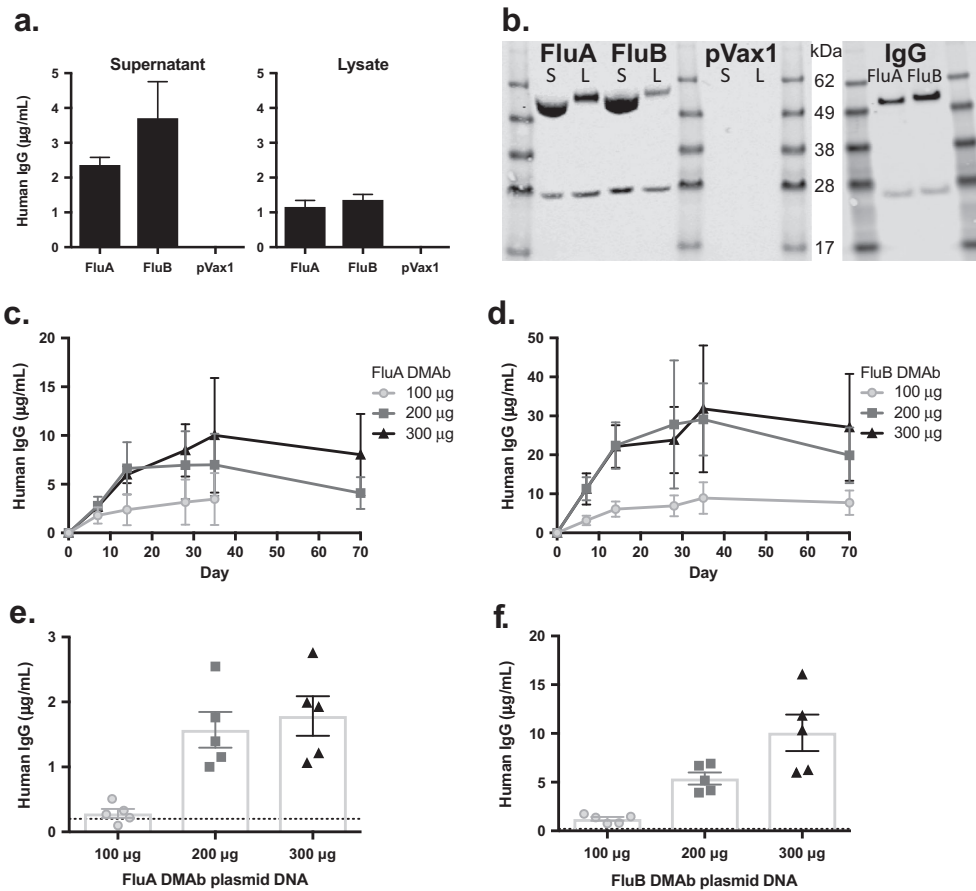 a.
Supernatant
Lysate
Human IgG (µg/mL)
5
4
3
2
1
0
FluA FluB pVax1
5
4
3
2
1
0
FluA FluB pVax1
b.
FluA FluB pVax1 kDa IgG
S L S L S L FluA FluB
62
49
38
28
17
c.
Human IgG (µg/mL)
20
15
10
5
0
0 10 20 30 40 50 60 70
Day
FluA DMAb
100 µg
200 µg
300 µg
d.
Human IgG (µg/mL)
50
40
30
20
10
0
0 10 20 30 40 50 60 70
Day
FluB DMAb
100 µg
200 µg
300 µg
e.
Human IgG (µg/mL)
3
2
1
0
100 µg 200 µg 300 µg
FluA DMAb plasmid DNA
f.
Human IgG (µg/mL)
20
15
10
5
0
100 µg 200 µg 300 µg
FluB DMAb plasmid DNA